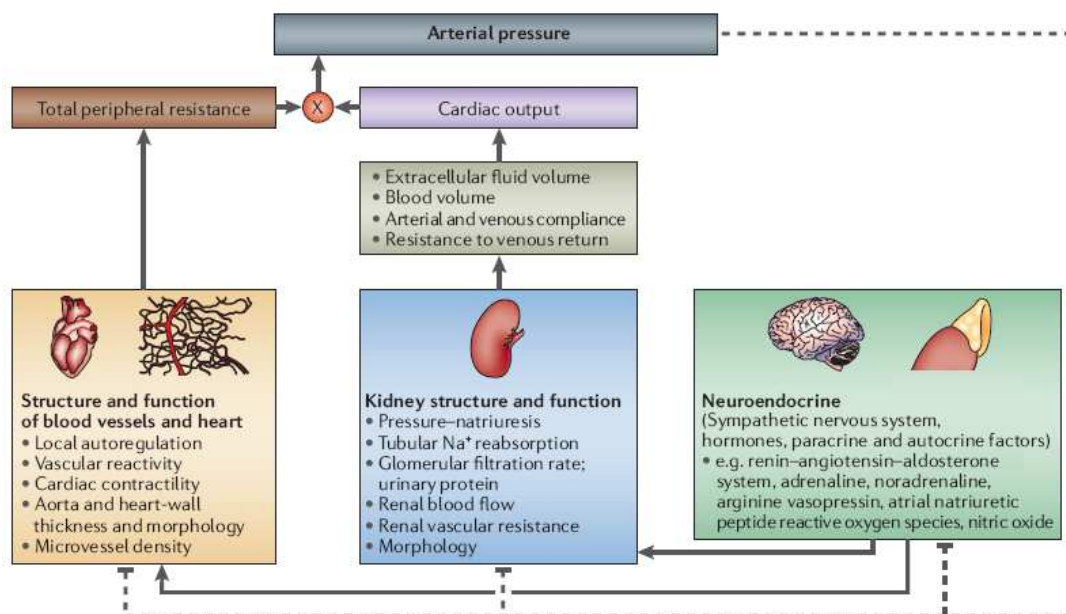 Arterial pressure
Total peripheral resistance
X
Cardiac output
• Extracellular fluid volume
• Blood volume
• Arterial and venous compliance
• Resistance to venous return
Structure and function
of blood vessels and heart
• Local autoregulation
• Vascular reactivity
• Cardiac contractility
• Aorta and heart-wall
thickness and morphology
• Microvessel density
Kidney structure and function
• Pressure–natriuresis
• Tubular Na⁺ reabsorption
• Glomerular filtration rate;
urinary protein
• Renal blood flow
• Renal vascular resistance
• Morphology
Neuroendocrine
(Sympathetic nervous system,
hormones, paracrine and autocrine factors)
• e.g. renin–angiotensin–aldosterone
system, adrenaline, noradrenaline,
arginine vasopressin, atrial natriuretic
peptide reactive oxygen species, nitric oxide